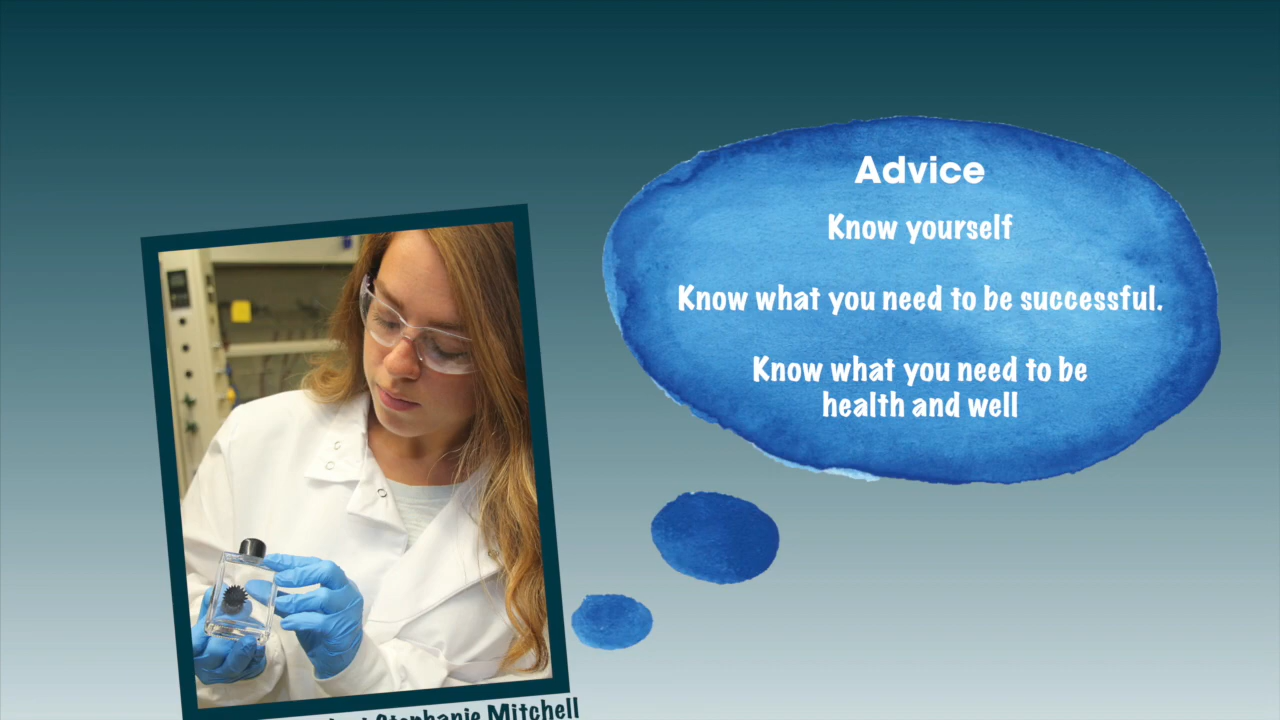 Advice
Know yourself
Know what you need to be successful.
Know what you need to be
health and well
Stephanie Mitchell